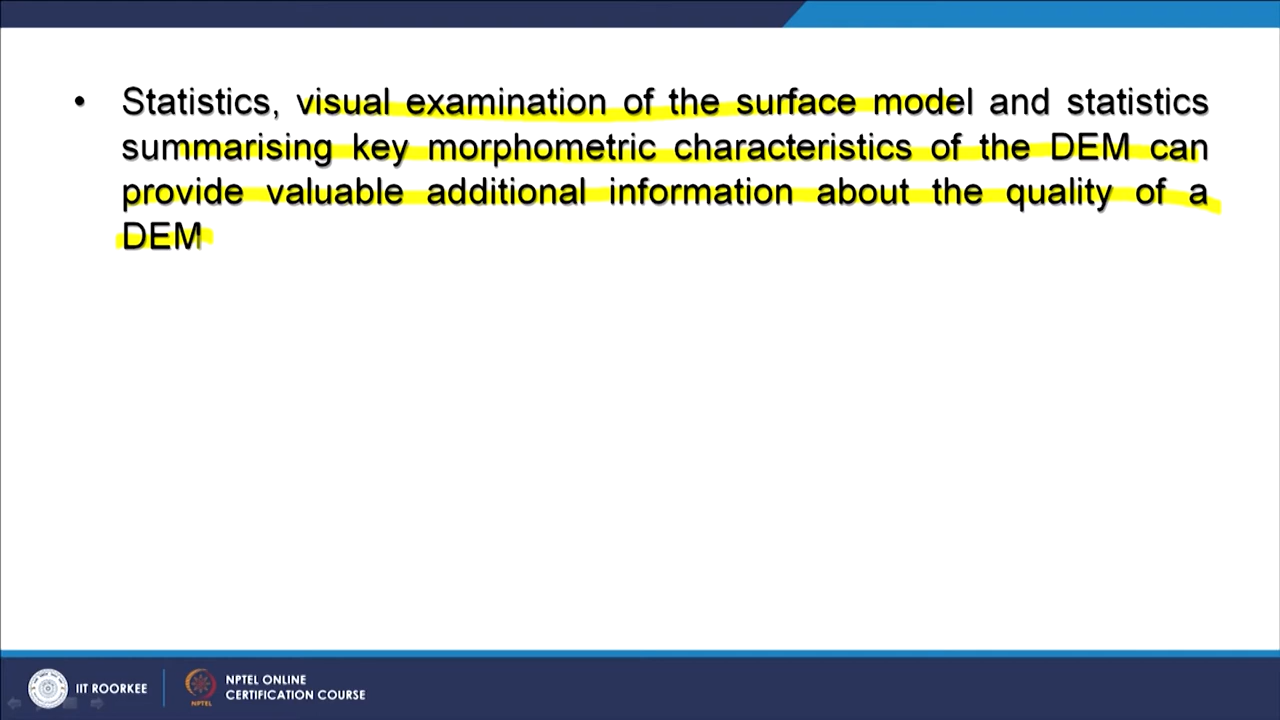 • Statistics, visual examination of the surface model and statistics
summarising key morphometric characteristics of the DEM can
provide valuable additional information about the quality of a
DEM
IIT ROORKEE
NPTEL
NPTEL ONLINE
CERTIFICATION COURSE